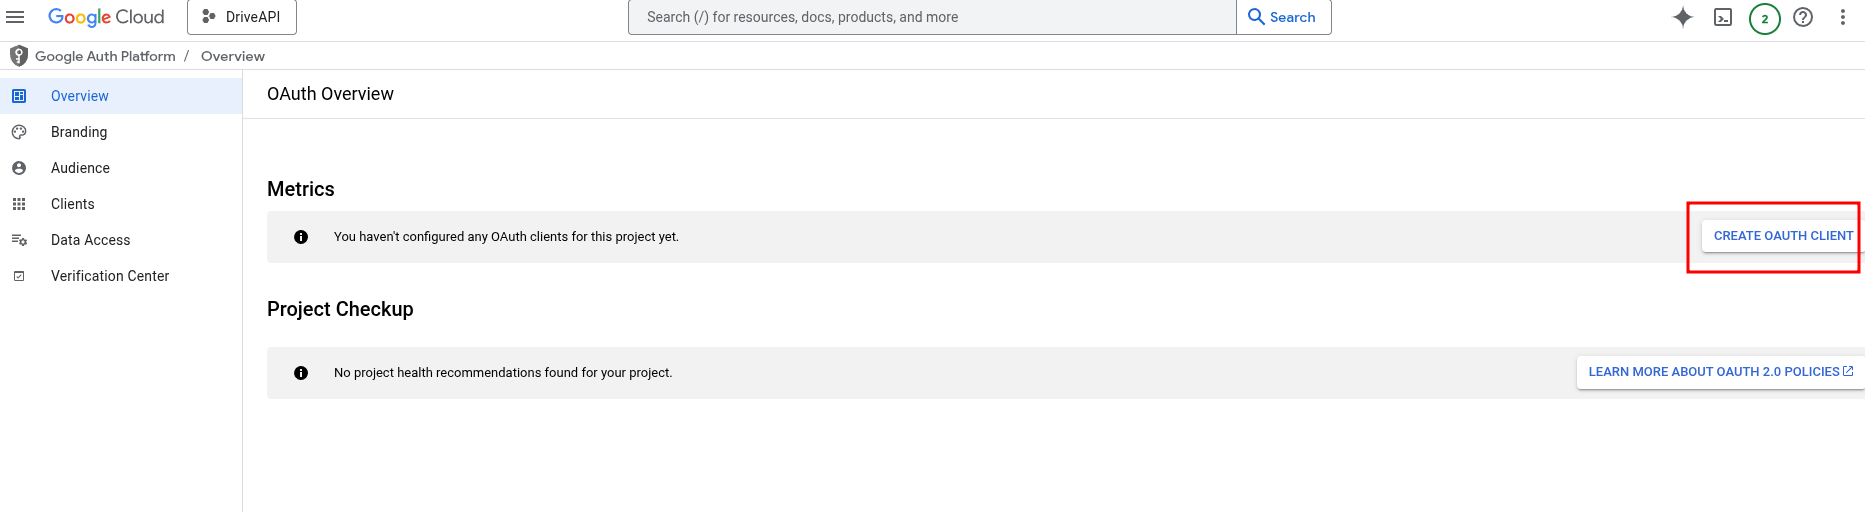 Google Cloud
DriveAPI
Search (/) for resources, docs, products, and more
Search
2
Google Auth Platform / Overview
Overview
Branding
Audience
Clients
Data Access
Verification Center
OAuth Overview
Metrics
You haven't configured any OAuth clients for this project yet.
CREATE OAUTH CLIENT
Project Checkup
No project health recommendations found for your project.
LEARN MORE ABOUT OAUTH 2.0 POLICIES